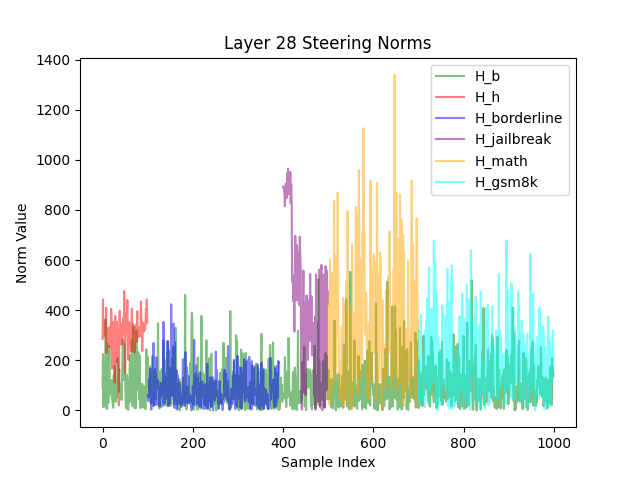 Layer 28 Steering Norms
Norm Value
1400
1200
1000
800
600
400
200
0
H_b
H_h
H_borderline
H_jailbreak
H_math
H_gsm8k
0 200 400 600 800 1000
Sample Index